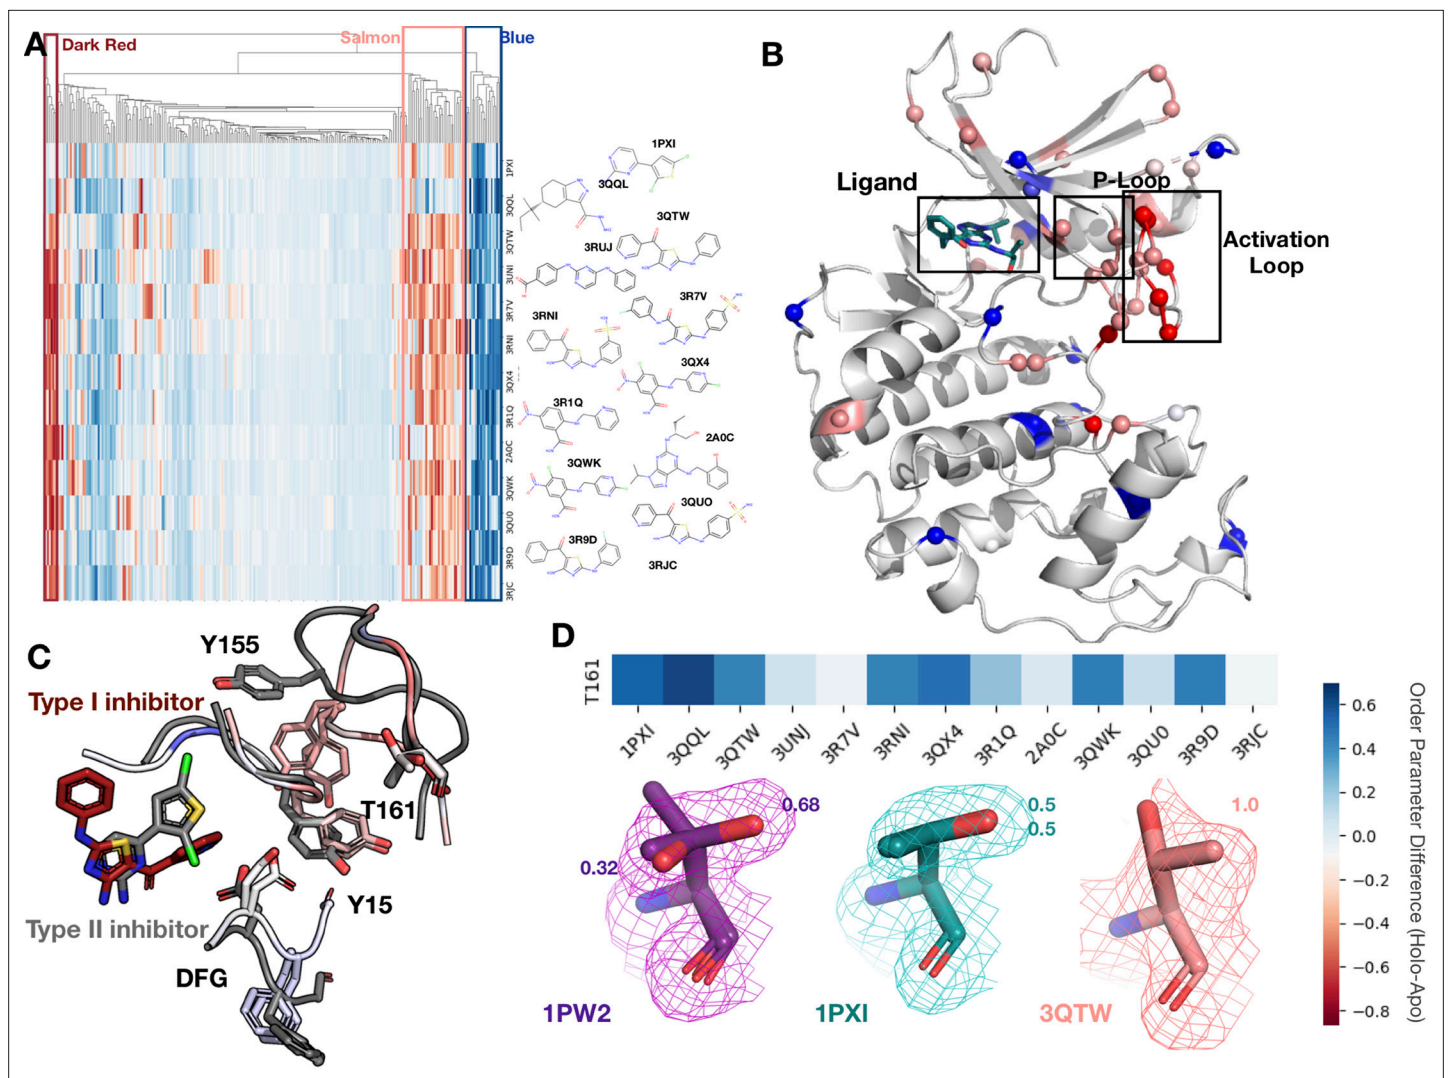 A
Dark Red
Salmon
Blue
1PXI
3QQL
3QTW
3UNI
3R7V
3RNI
3QX4
3R1Q
2A0C
3QWK
3QU0
3R9D
3RJC
1PXI
3QQL
3QTW
3RUJ
3R7V
3RNI
3QX4
3R1Q
2A0C
3QWK
3QUO
3R9D
3RJC
B
Ligand
P-Loop
Activation
Loop
C
Y155
Type I inhibitor
T161
Y15
Type II inhibitor
DFG
D
T161
1PXI
3QQL
3QTW
3UNJ
3R7V
3RNI
3QX4
3R1Q
2A0C
3QWK
3QU0
3R9D
3RJC
0.68
0.32
1PW2
0.5
0.5
1PXI
1.0
3QTW
0.6
0.4
0.2
0.0
−0.2
−0.4
−0.6
−0.8
Order Parameter Difference (Holo-Apo)